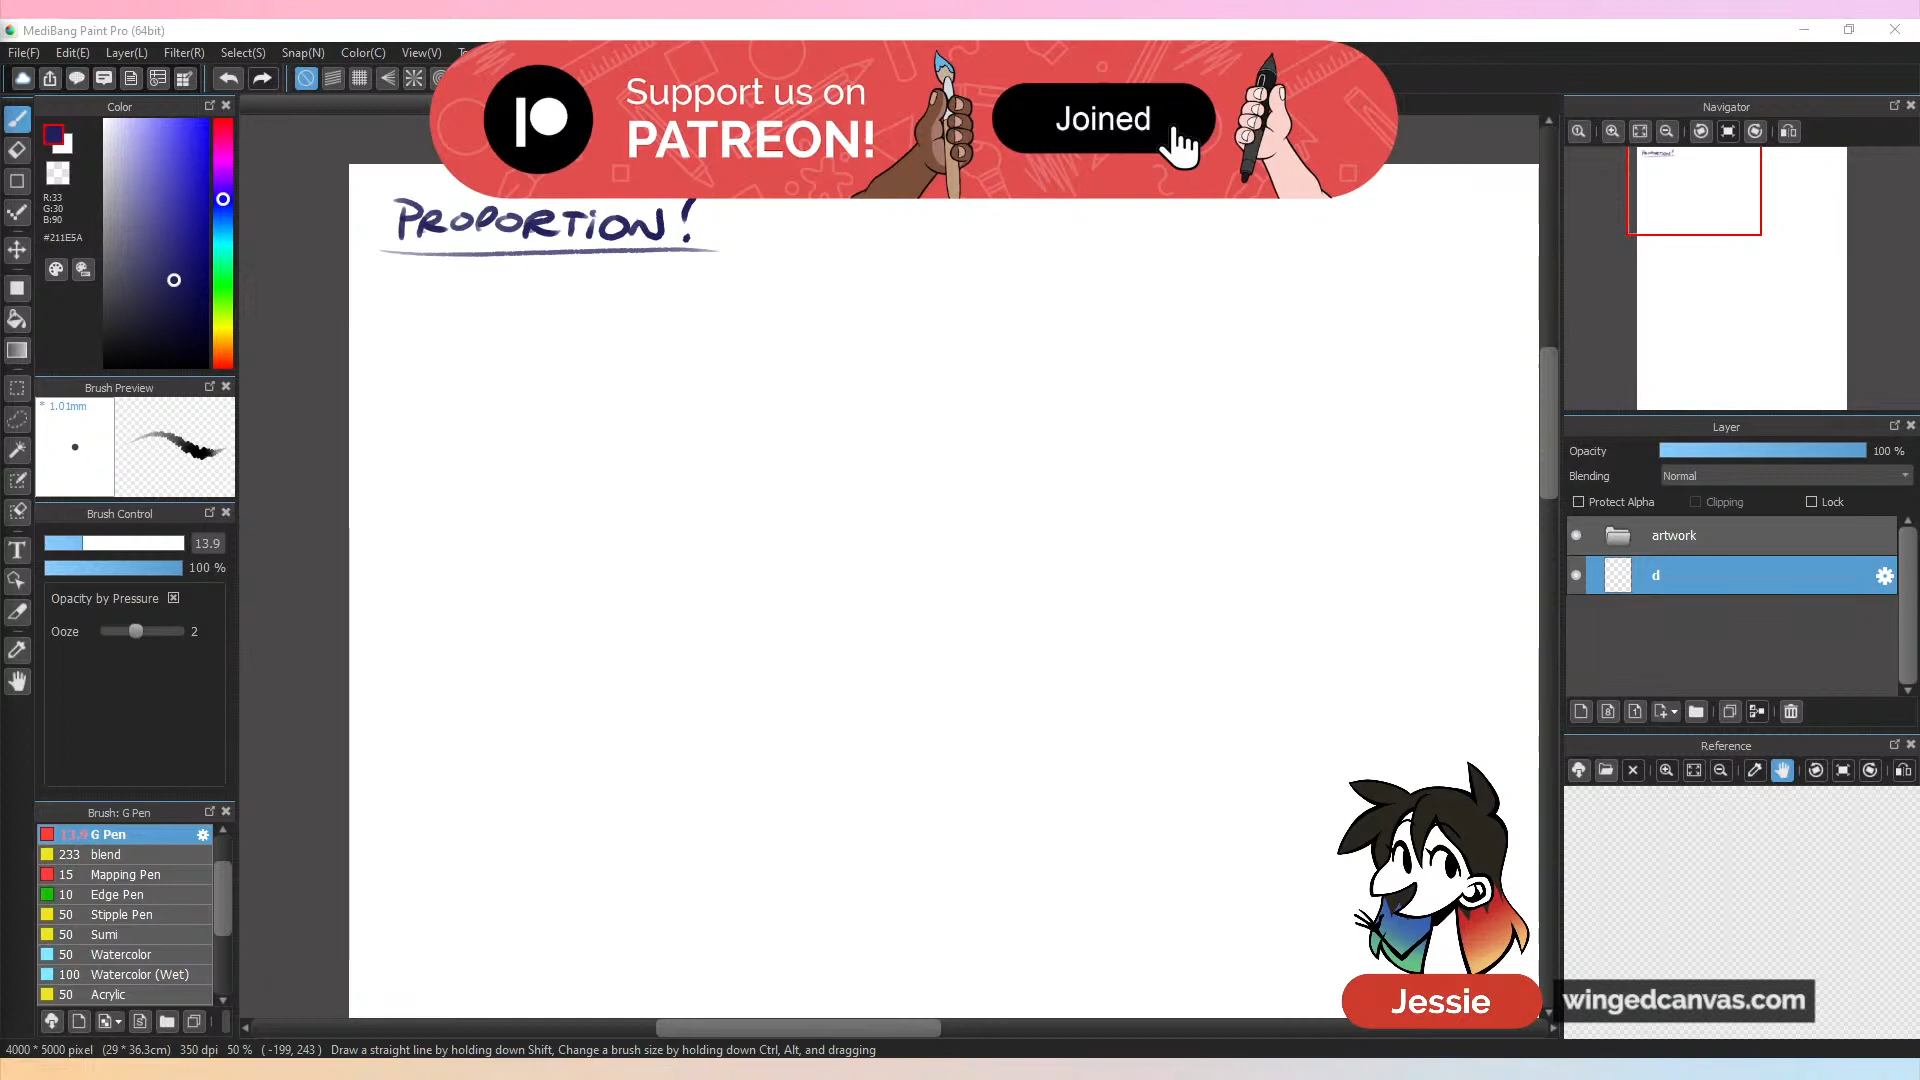 MediBang Paint Pro (64bit)
File(F) Edit(E) Layer(L) Filter(R) Select(S) Snap(N) Color(C) View(V)
Support us on
PATREON!
Joined
Color
R:33
G:30
B:90
#211E5A
Brush Preview
* 1.01mm
Brush Control
13.9
100 %
Opacity by Pressure
Ooze 2
Brush: G Pen
13.9 G Pen
233 blend
15 Mapping Pen
10 Edge Pen
50 Stipple Pen
50 Sumi
50 Watercolor
100 Watercolor (Wet)
50 Acrylic
PROPORTION!
Navigator
PROPORTION!
Layer
Opacity 100 %
Blending Normal
Protect Alpha Clipping Lock
artwork
d
Reference
Jessie
wingedcanvas.com
4000 * 5000 pixel (29 * 36.3cm) 350 dpi 50 % ( -199, 243 ) Draw a straight line by holding down Shift, Change a brush size by holding down Ctrl, Alt, and dragging